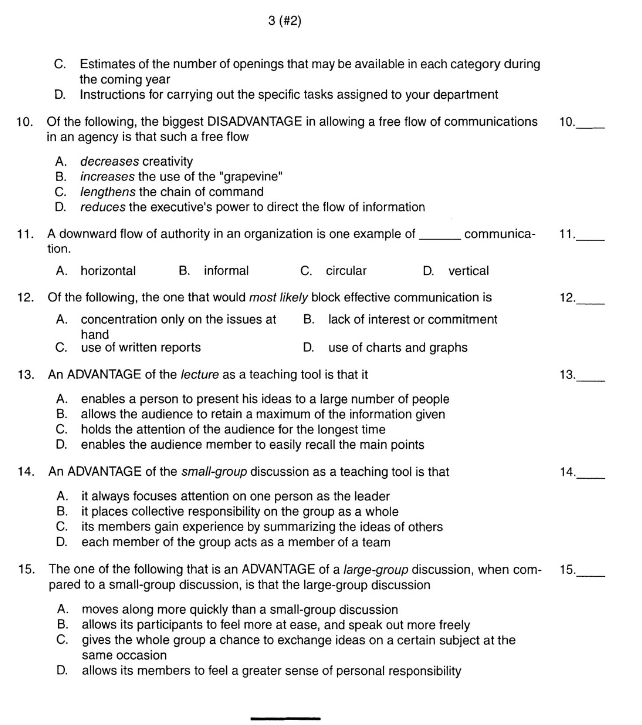 3 (#2)
C. Estimates of the number of openings that may be available in each category during
the coming year
D. Instructions for carrying out the specific tasks assigned to your department
10. Of the following, the biggest DISADVANTAGE in allowing a free flow of communications 10.____
in an agency is that such a free flow
A. decreases creativity
B. increases the use of the "grapevine"
C. lengthens the chain of command
D. reduces the executive's power to direct the flow of information
11. A downward flow of authority in an organization is one example of ______ communica- 11.____
tion.
A. horizontal B. informal C. circular D. vertical
12. Of the following, the one that would most likely block effective communication is 12.____
A. concentration only on the issues at B. lack of interest or commitment
hand
C. use of written reports D. use of charts and graphs
13. An ADVANTAGE of the lecture as a teaching tool is that it 13.____
A. enables a person to present his ideas to a large number of people
B. allows the audience to retain a maximum of the information given
C. holds the attention of the audience for the longest time
D. enables the audience member to easily recall the main points
14. An ADVANTAGE of the small-group discussion as a teaching tool is that 14.____
A. it always focuses attention on one person as the leader
B. it places collective responsibility on the group as a whole
C. its members gain experience by summarizing the ideas of others
D. each member of the group acts as a member of a team
15. The one of the following that is an ADVANTAGE of a large-group discussion, when com- 15.____
pared to a small-group discussion, is that the large-group discussion
A. moves along more quickly than a small-group discussion
B. allows its participants to feel more at ease, and speak out more freely
C. gives the whole group a chance to exchange ideas on a certain subject at the
same occasion
D. allows its members to feel a greater sense of personal responsibility